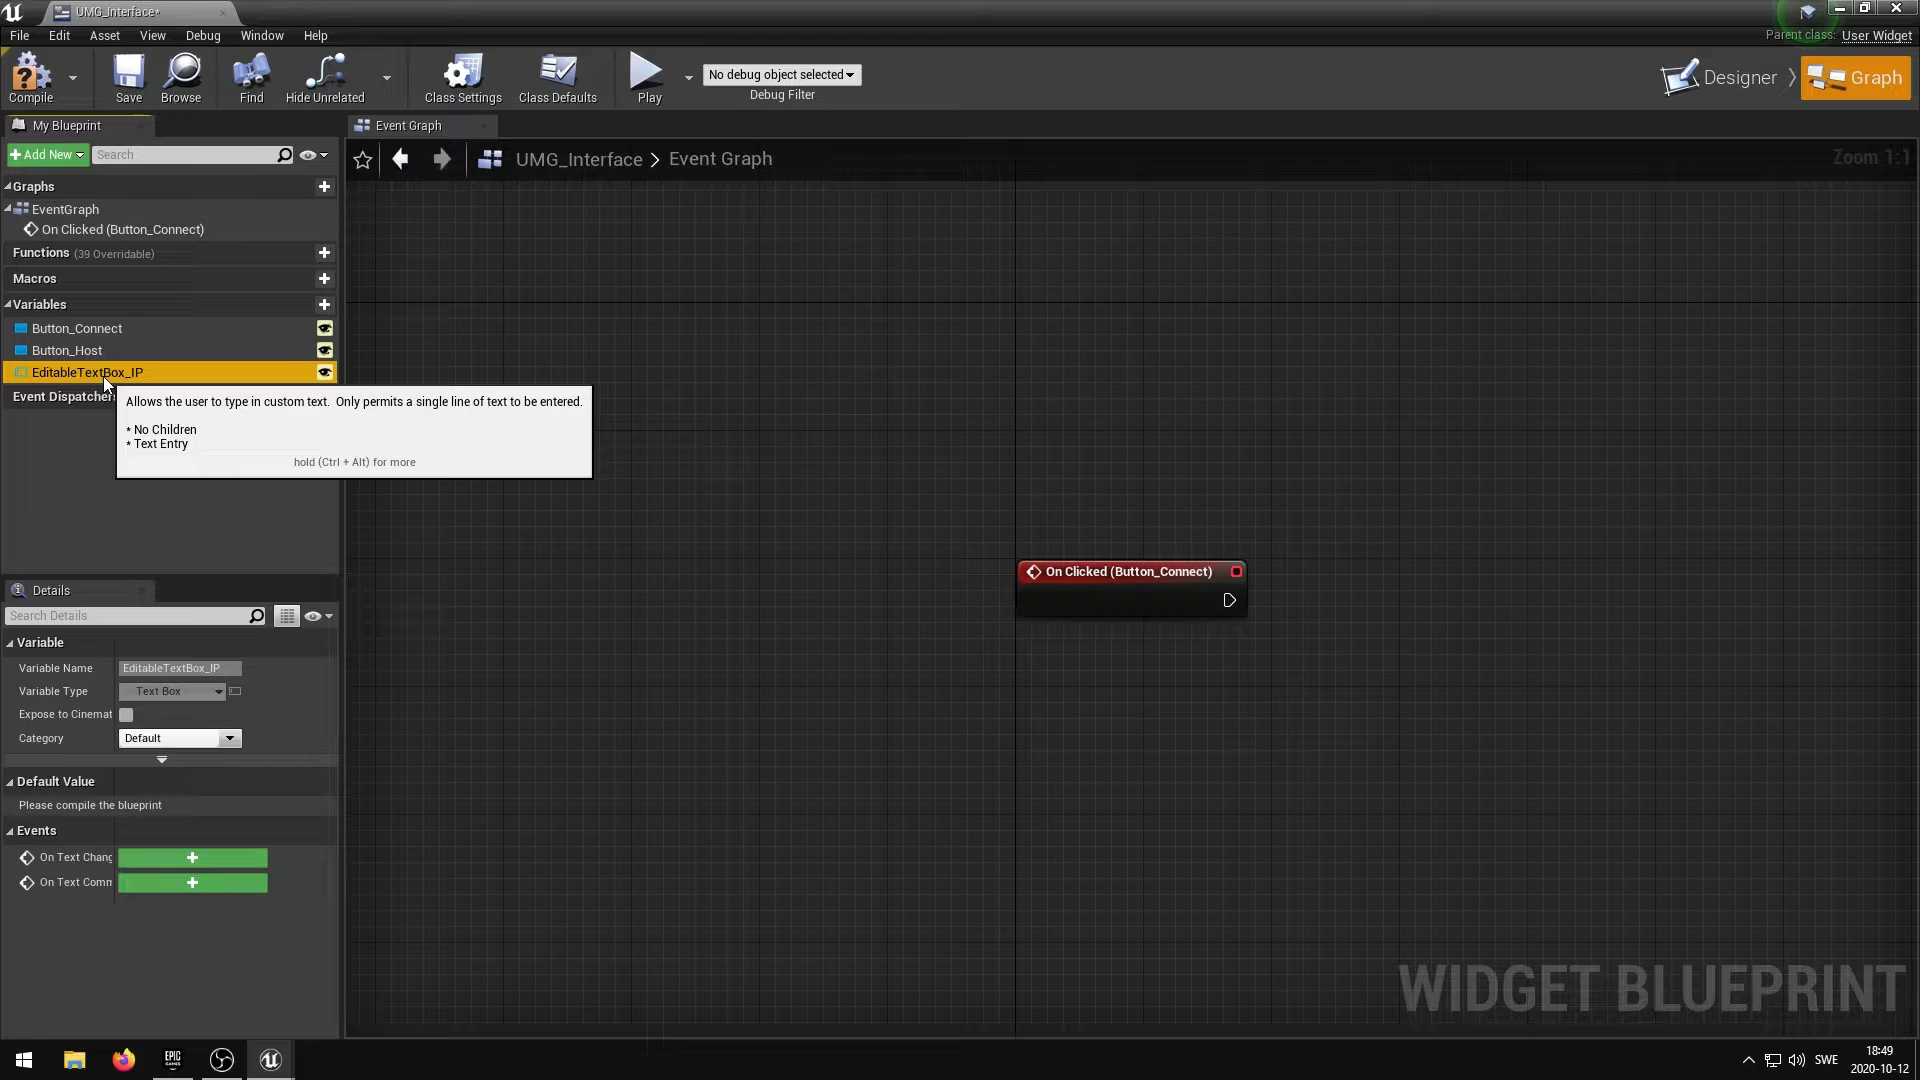 UMG_Interface*
File Edit Asset View Debug Window Help
Parent class: User Widget
Compile
Save
Browse
Find
Hide Unrelated
Class Settings
Class Defaults
Play
No debug object selected
Debug Filter
Designer
Graph
My Blueprint
Event Graph
Add New
Search
UMG_Interface > Event Graph
Zoom 1:1
Graphs
EventGraph
On Clicked (Button_Connect)
Functions (39 Overridable)
Macros
Variables
Button_Connect
Button_Host
EditableTextBox_IP
Event Dispatchers
Allows the user to type in custom text. Only permits a single line of text to be entered.
* No Children
* Text Entry
hold (Ctrl + Alt) for more
On Clicked (Button_Connect)
Details
Search Details
Variable
Variable Name EditableTextBox_IP
Variable Type Text Box
Expose to Cinemat
Category Default
Default Value
Please compile the blueprint
Events
On Text Chang
On Text Comm
WIDGET BLUEPRINT
EPIC GAMES
SWE
18:49
2020-10-12